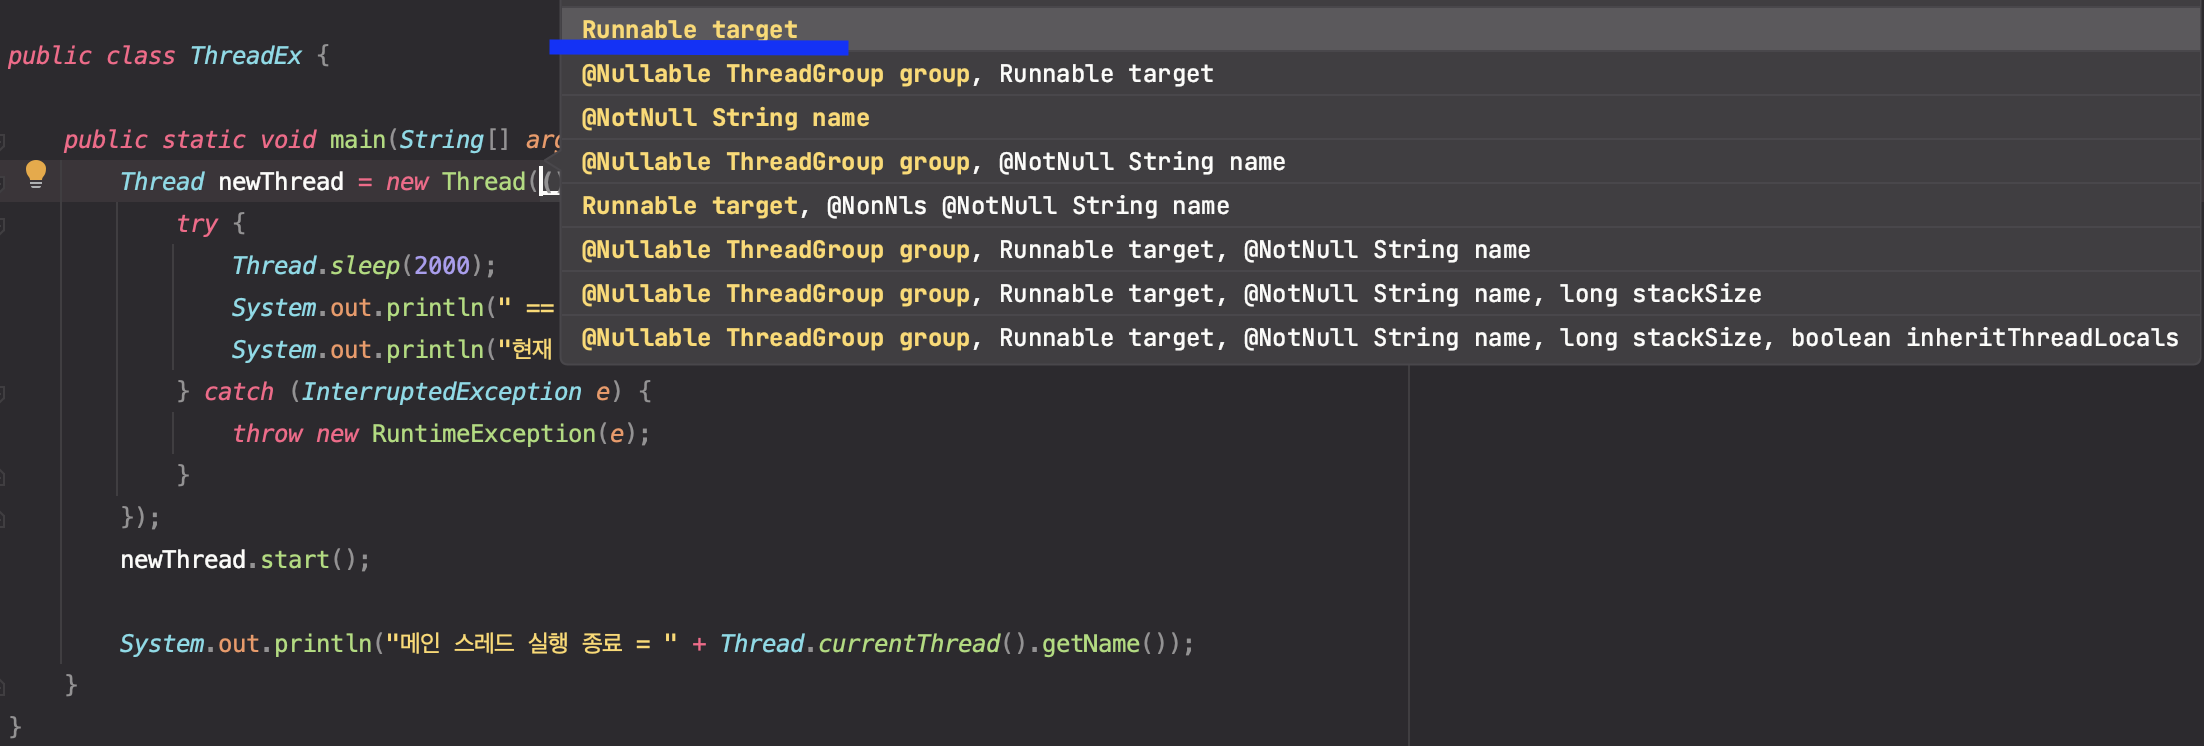 Runnable target
public class ThreadEx {
@Nullable ThreadGroup group, Runnable target
@NotNull String name
public static void main(String[] arg
@Nullable ThreadGroup group, @NotNull String name
Thread newThread = new Thread(()
Runnable target, @NonNls @NotNull String name
try {
@Nullable ThreadGroup group, Runnable target, @NotNull String name
Thread.sleep(2000);
@Nullable ThreadGroup group, Runnable target, @NotNull String name, long stackSize
System.out.println(" ==
@Nullable ThreadGroup group, Runnable target, @NotNull String name, long stackSize, boolean inheritThreadLocals
System.out.println("현재
} catch (InterruptedException e) {
throw new RuntimeException(e);
}
});
newThread.start();
System.out.println("메인 스레드 실행 종료 = " + Thread.currentThread().getName());
}
}